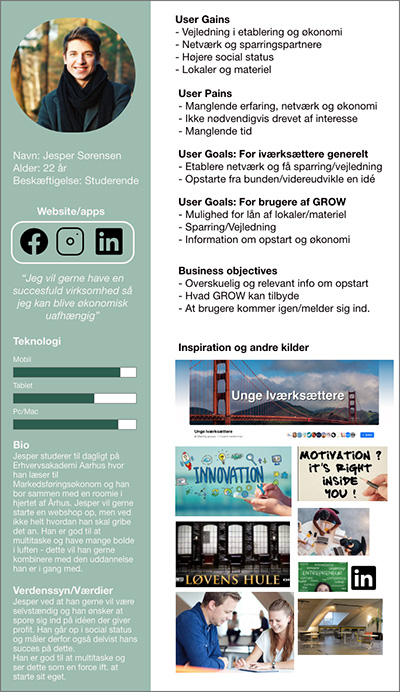 Navn: Jesper Sørensen
Alder: 22 år
Beskæftigelse: Studerende
Website/apps
“Jeg vil gerne have en
succesfuld virksomhed så
jeg kan blive økonomisk
uafhængig”
Teknologi
Mobil
Tablet
Pc/Mac
Bio
Jesper studerer til dagligt på
Erhvervsakademi Aarhus hvor
han læser til
Markedsføringsøkonom og han
bor sammen med en roomie i
hjertet af Århus. Jesper vil gerne
starte en webshop op, men ved
ikke helt hvordan han skal gribe
det an. Han er god til at
multitaske og have mange bolde
i luften - dette vil han gerne
kombinere med den uddannelse
han er i gang med.
Verdenssyn/Værdier
Jesper ved at han gerne vil være
selvstændig og han ønsker at
spore sig ind på idéen der giver
profit. Han går op i social status
og måler derfor også delvist hans
succes på dette.
Han er god til at multitaske og
ser dette som en force ift. at
starte sit eget.
User Gains
- Vejledning i etablering og økonomi
- Netværk og sparringspartnere
- Højere social status
- Lokaler og materiel
User Pains
- Manglende erfaring, netværk og økonomi
- Ikke nødvendigvis drevet af interesse
- Manglende tid
User Goals: For iværksættere generelt
- Etablere netværk og få sparring/vejledning
- Opstarte fra bunden/videreudvikle en idé
User Goals: For brugere af GROW
- Mulighed for lån af lokaler/materiel
- Sparring/Vejledning
- Information om opstart og økonomi
Business objectives
- Overskuelig og relevant info om opstart
- Hvad GROW kan tilbyde
- At brugere kommer igen/melder sig ind.
Inspiration og andre kilder
Unge Iværksættere
Unge Iværksættere
INNOVATION
MOTIVATION?
IT'S RIGHT
INSIDE
YOU!
LØVENS HULE
ENTREPRENEUR